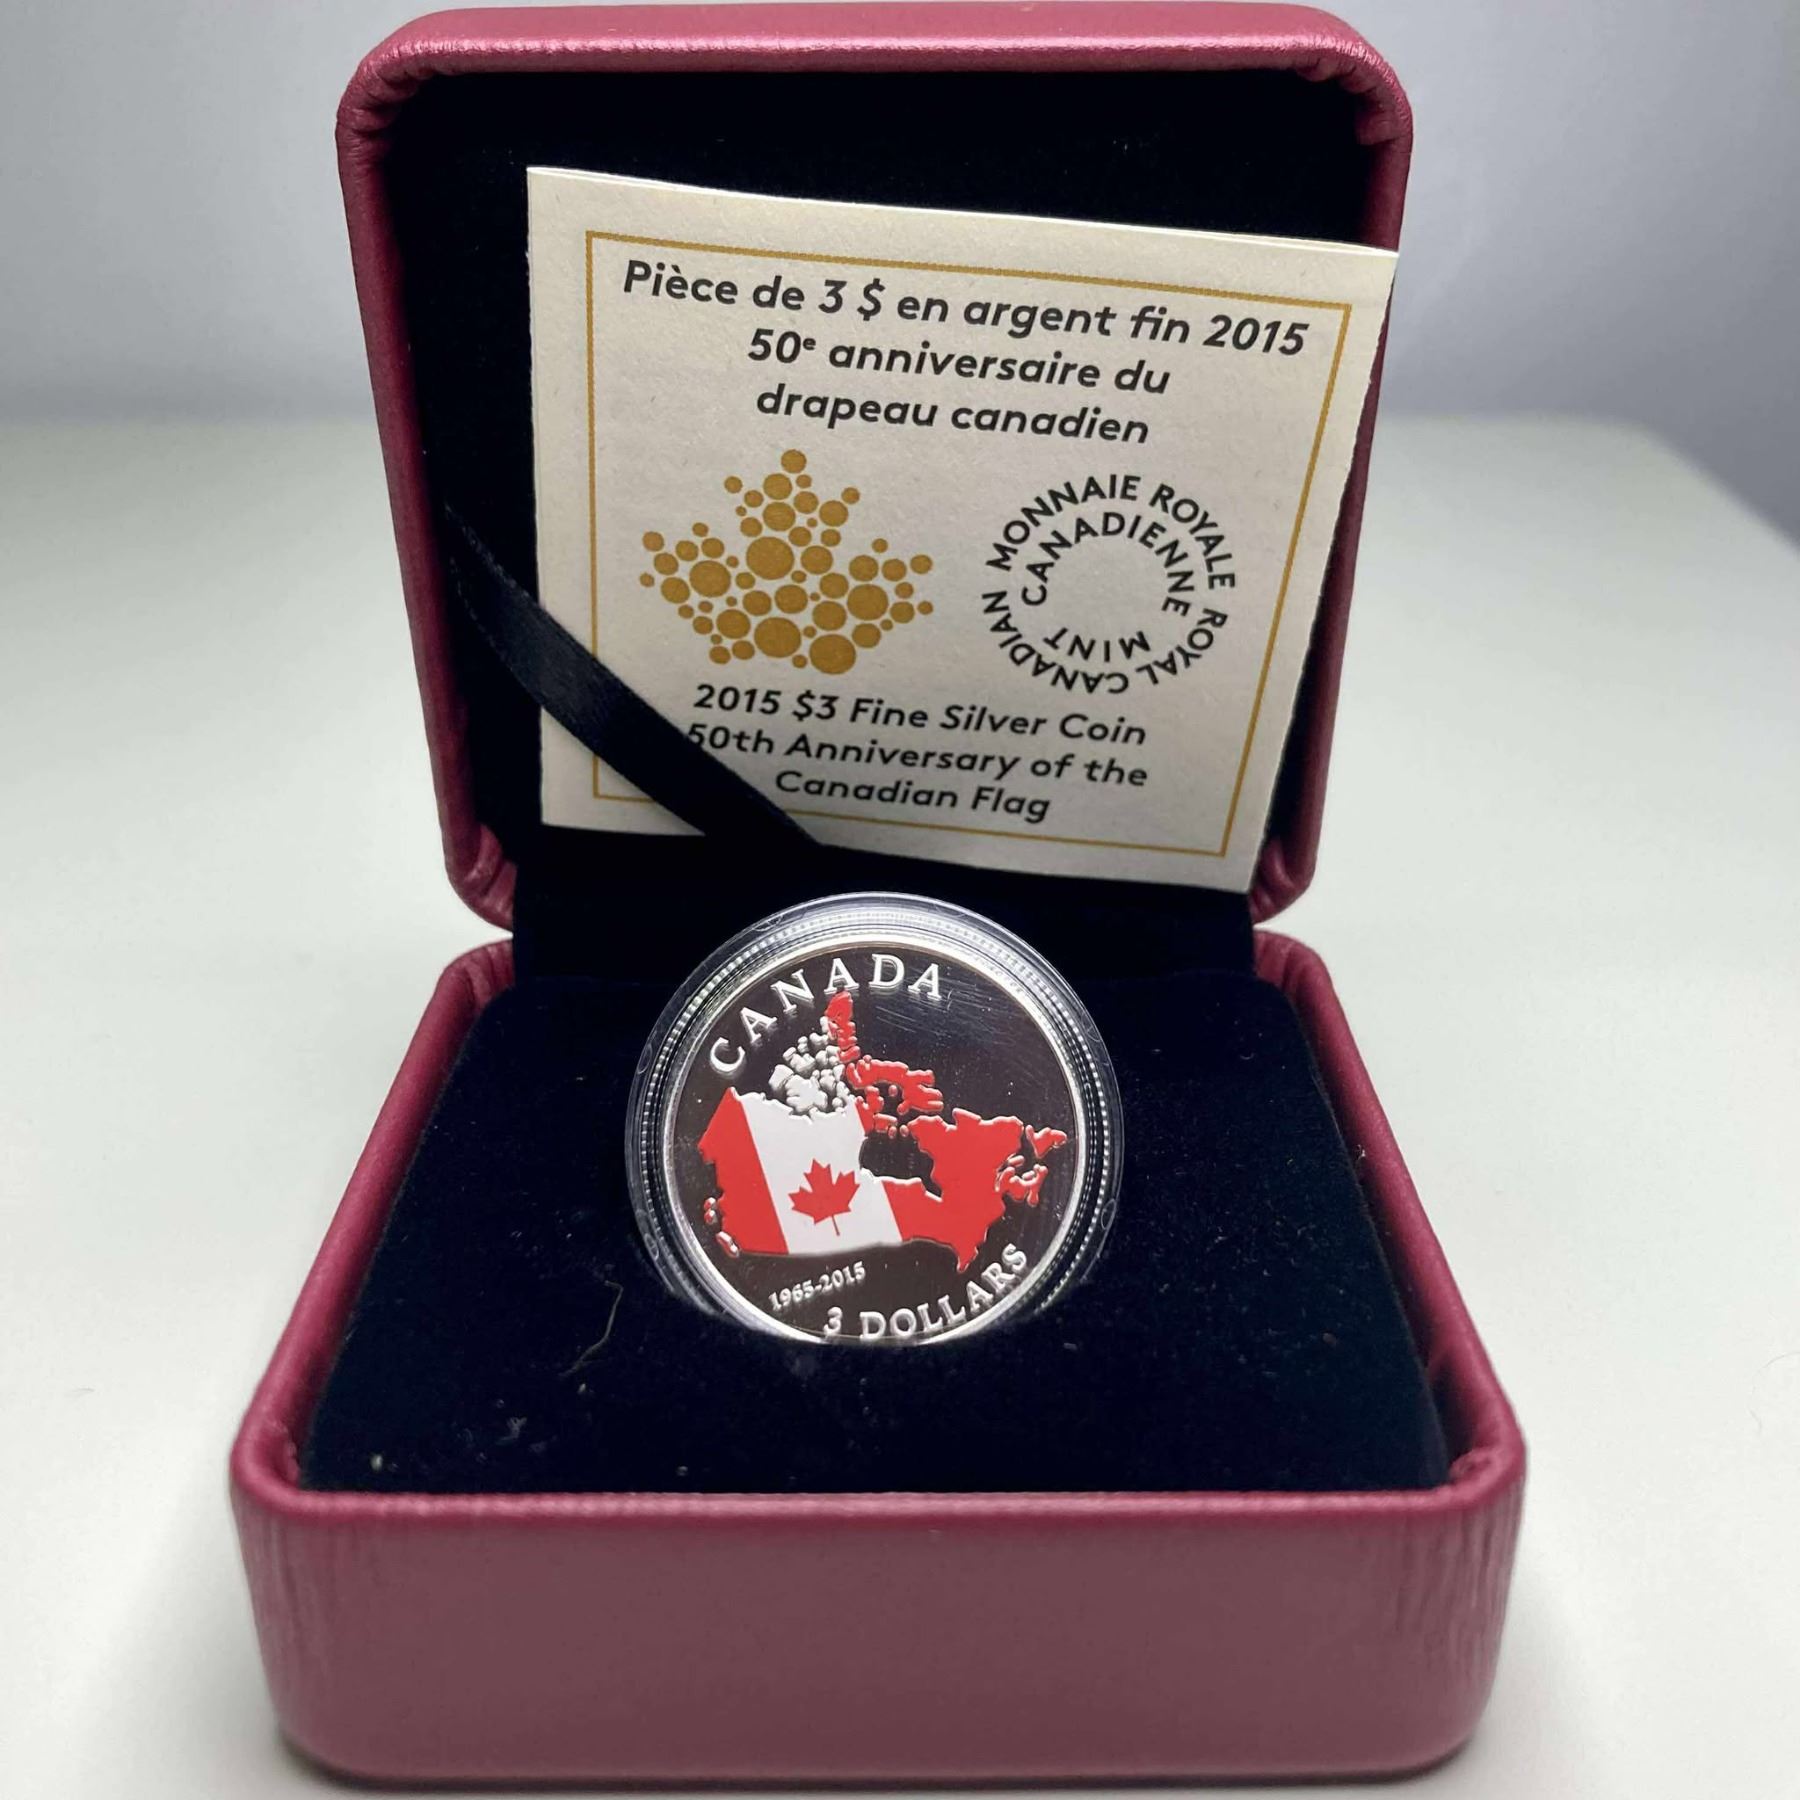 Pièce de 3 $ en argent fin 2015
50e anniversaire du
drapeau canadien
MONNAIE ROYALE
CANADIENNE
ROYAL CANADIAN
MINT
2015 $3 Fine Silver Coin
50th Anniversary of the
Canadian Flag
CANADA
1965-2015
3 DOLLARS